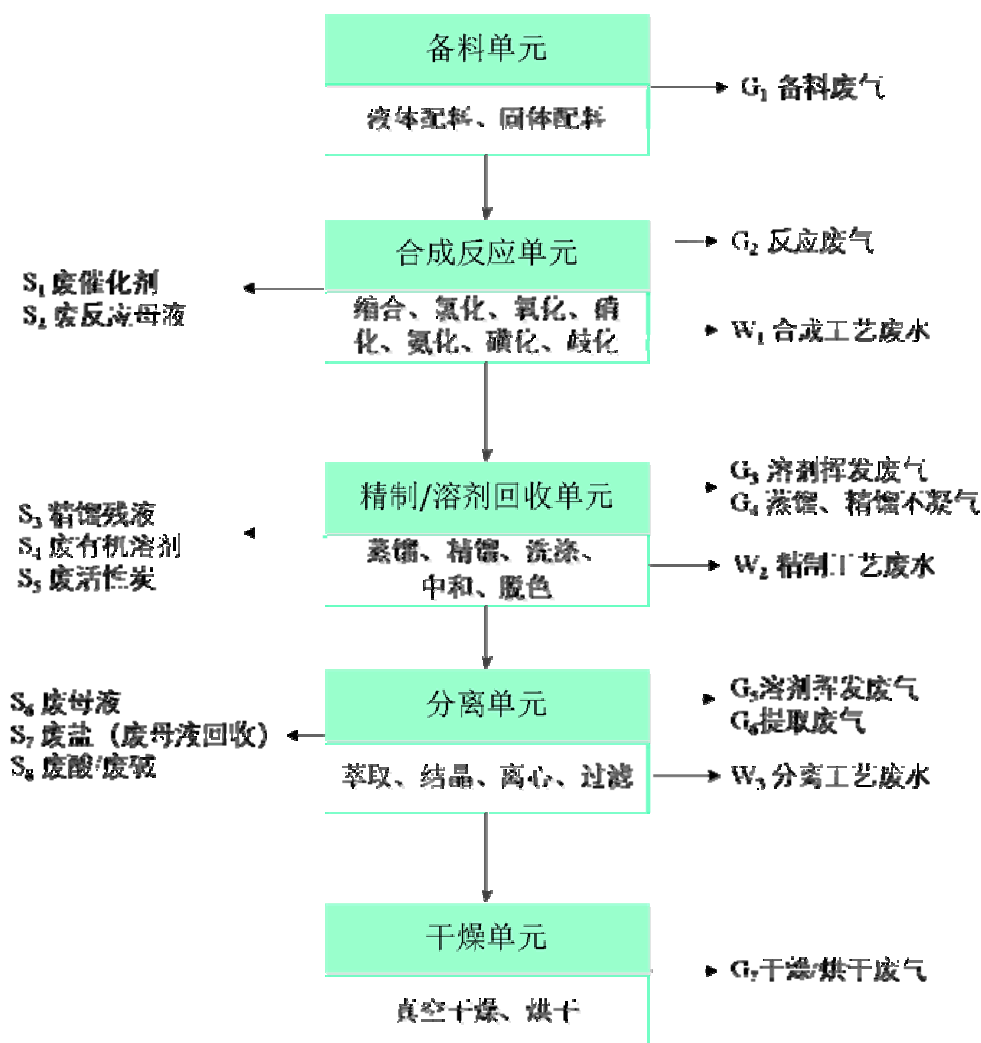 备料单元
液体配料、固体配料
G₁ 备料废气
合成反应单元
缩合、氯化、氧化、硝
化、氨化、磺化、歧化
S₁ 废催化剂
S₂ 废反应母液
G₂ 反应废气
W₁ 合成工艺废水
精制/溶剂回收单元
蒸馏、精馏、洗涤、
中和、脱色
S₃ 精馏残液
S₄ 废有机溶剂
S₅ 废活性炭
G₃ 溶剂挥发废气
G₄ 蒸馏、精馏不凝气
W₂ 精制工艺废水
分离单元
萃取、结晶、离心、过滤
S₆ 废母液
S₇ 废盐（废母液回收）
S₈ 废酸/废碱
G₅溶剂挥发废气
G₆提取废气
W₃ 分离工艺废水
干燥单元
真空干燥、烘干
G₇干燥/烘干废气